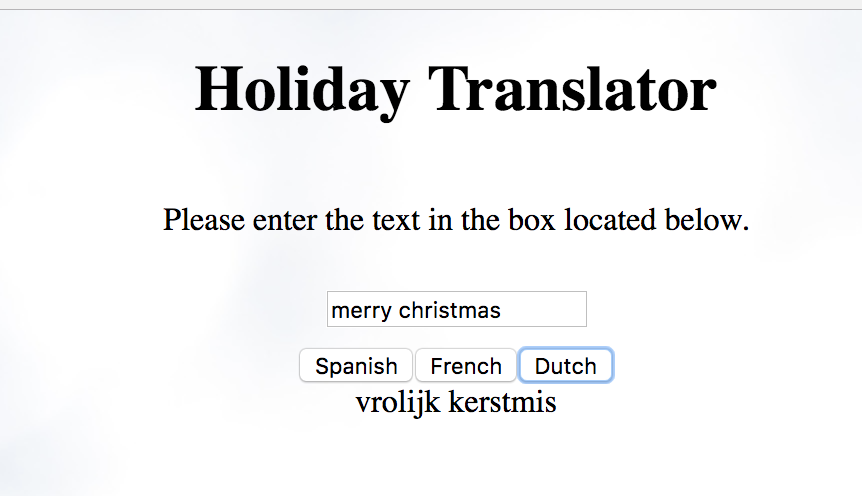 Holiday Translator
Please enter the text in the box located below.
merry christmas
Spanish French Dutch
vrolijk kerstmis